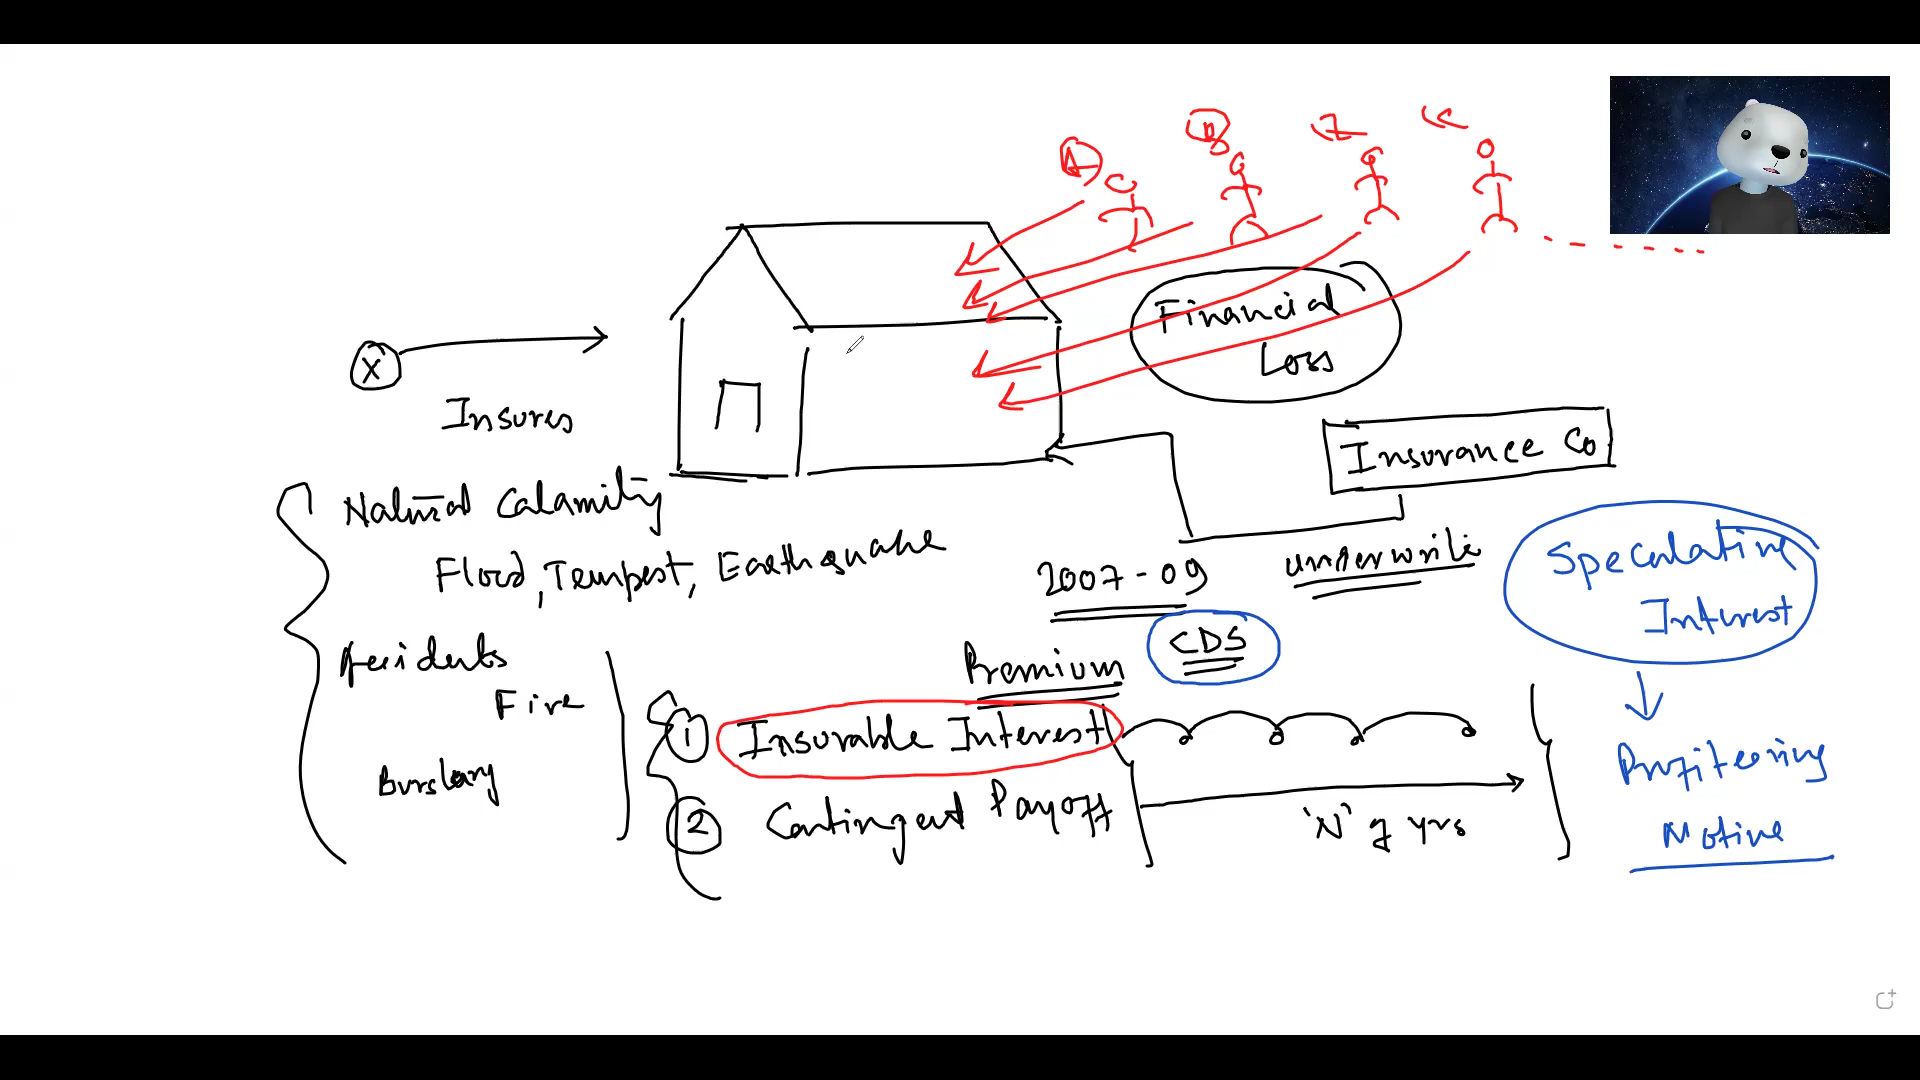 A
B
Z
X
Insures
Financial
Loss
Insurance Co
Natural Calamity
Flood, Tempest, Earthquake
2007-09
underwrite
Speculative
Interest
Accidents
Fire
Burglary
Premium
CDS
1 Insurable Interest
2 Contingent Payoff
'N' of yrs
Profiteering
Motive